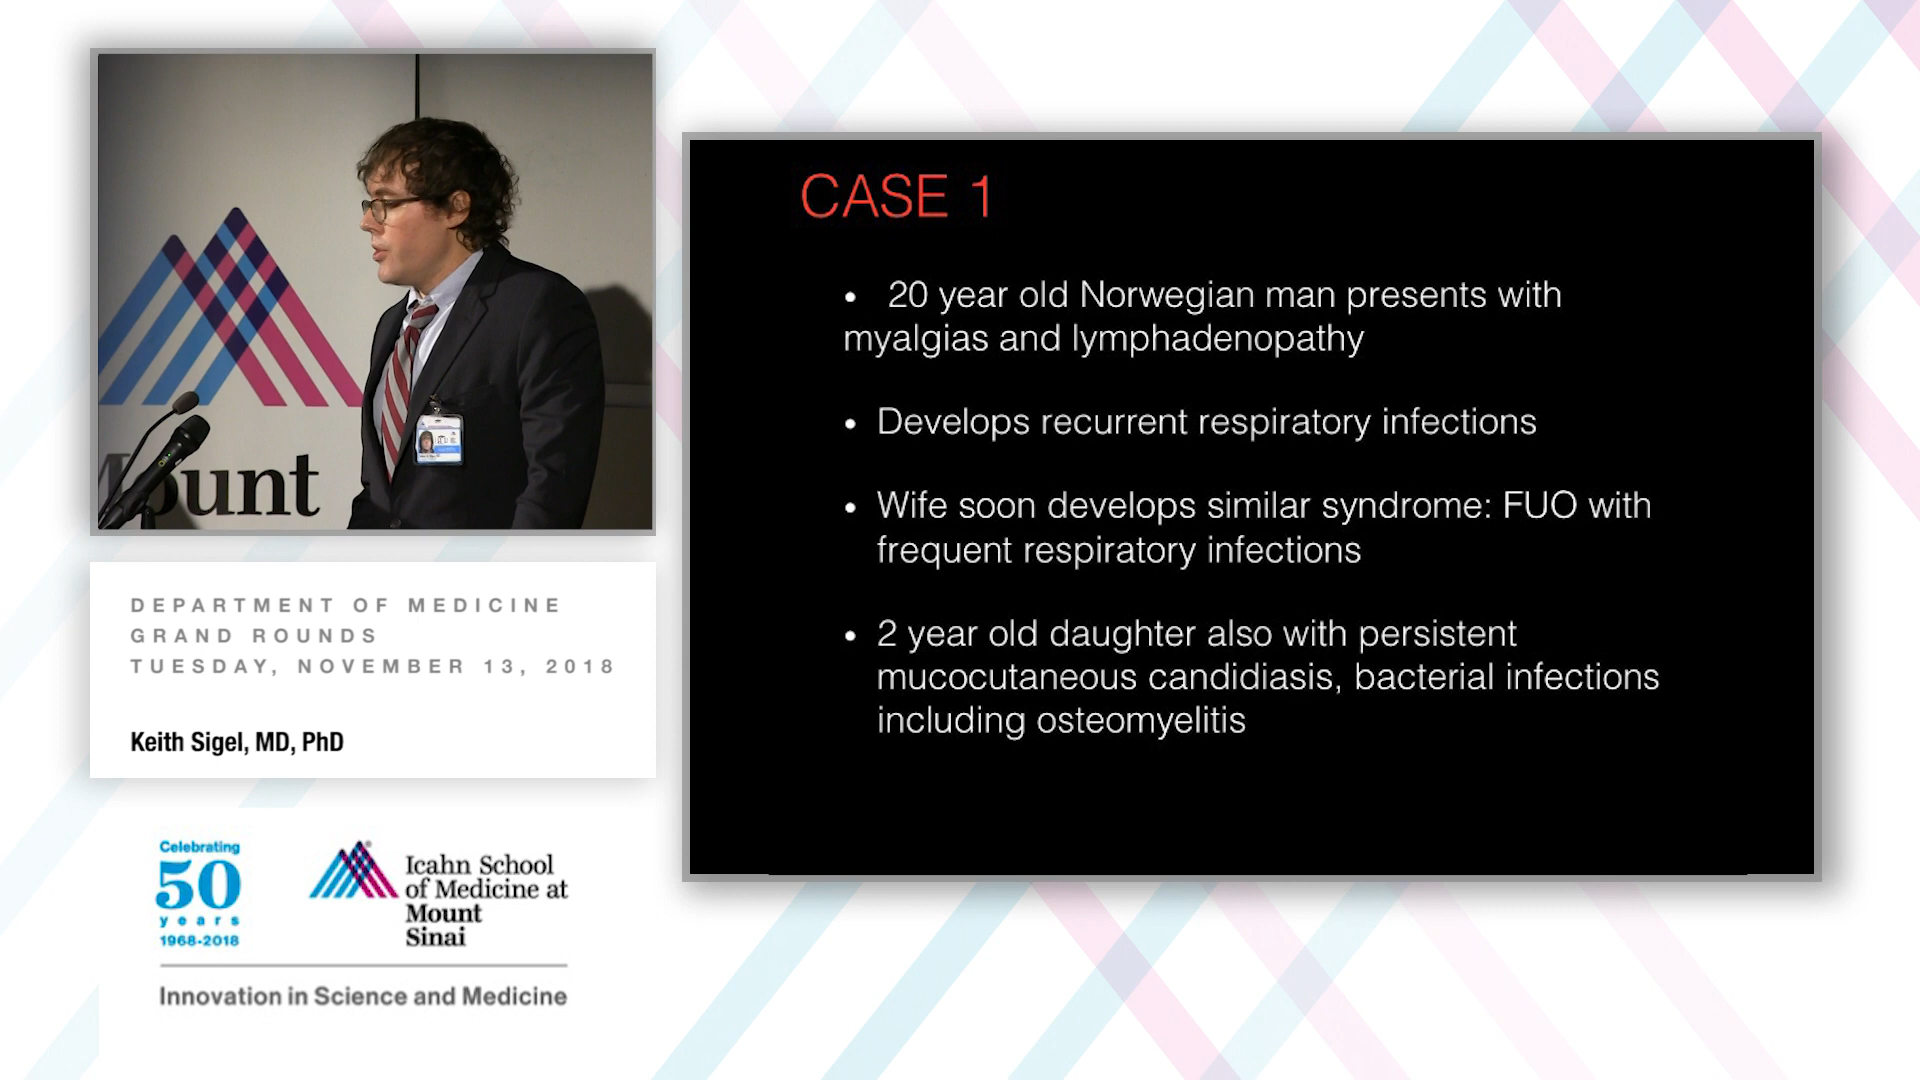 Mount
DEPARTMENT OF MEDICINE
GRAND ROUNDS
TUESDAY, NOVEMBER 13, 2018
Keith Sigel, MD, PhD
Celebrating
50
years
1968-2018
Icahn School
of Medicine at
Mount
Sinai
Innovation in Science and Medicine
CASE 1
• 20 year old Norwegian man presents with
myalgias and lymphadenopathy
• Develops recurrent respiratory infections
• Wife soon develops similar syndrome: FUO with
frequent respiratory infections
• 2 year old daughter also with persistent
mucocutaneous candidiasis, bacterial infections
including osteomyelitis